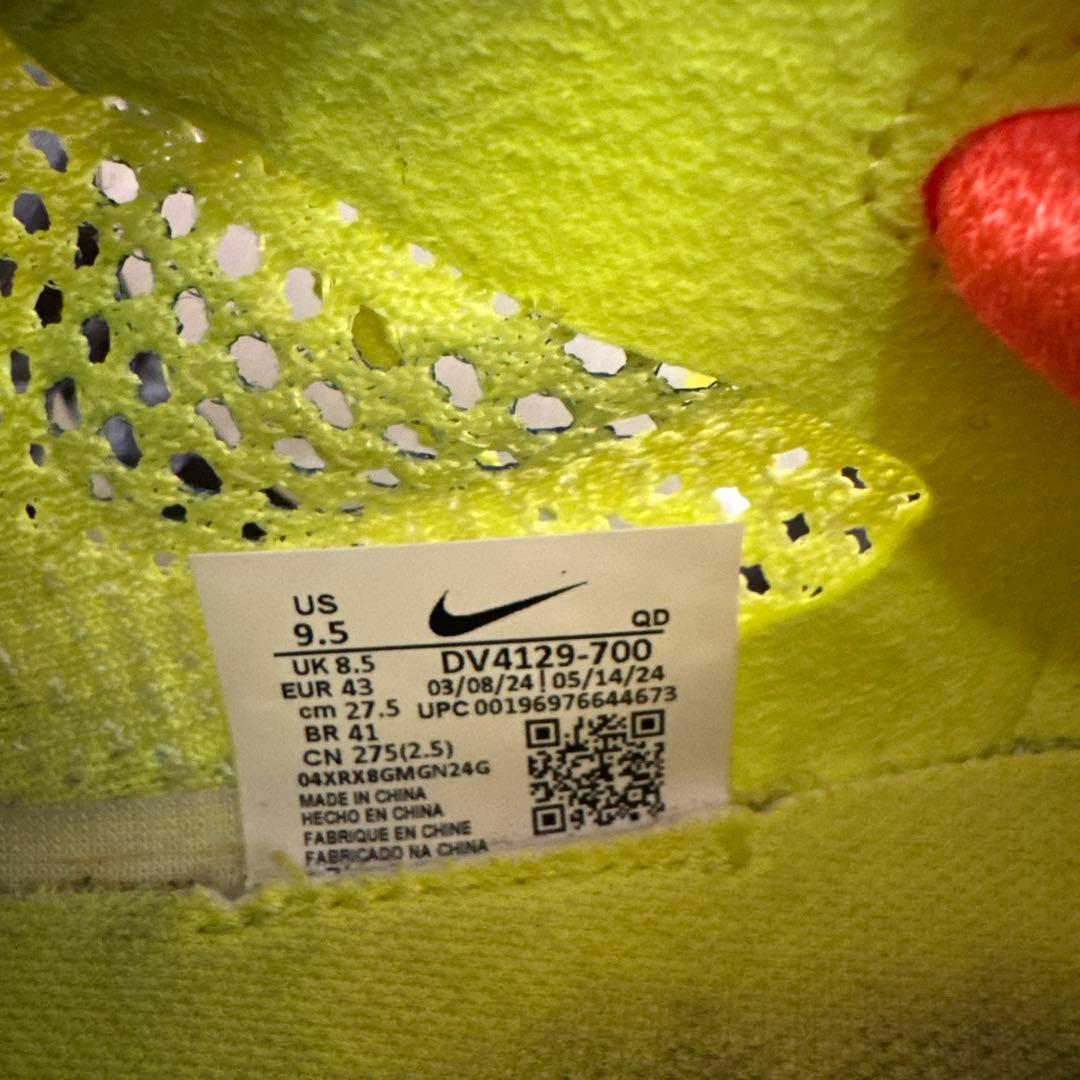 US
9.5
QD
UK 8.5
DV4129-700
EUR 43
03/08/24|05/14/24
cm 27.5
UPC 00196976644673
BR 41
CN 275(2.5)
04XRX8GMGN24G
MADE IN CHINA
HECHO EN CHINA
FABRIQUE EN CHINE
FABRICADO NA CHINA